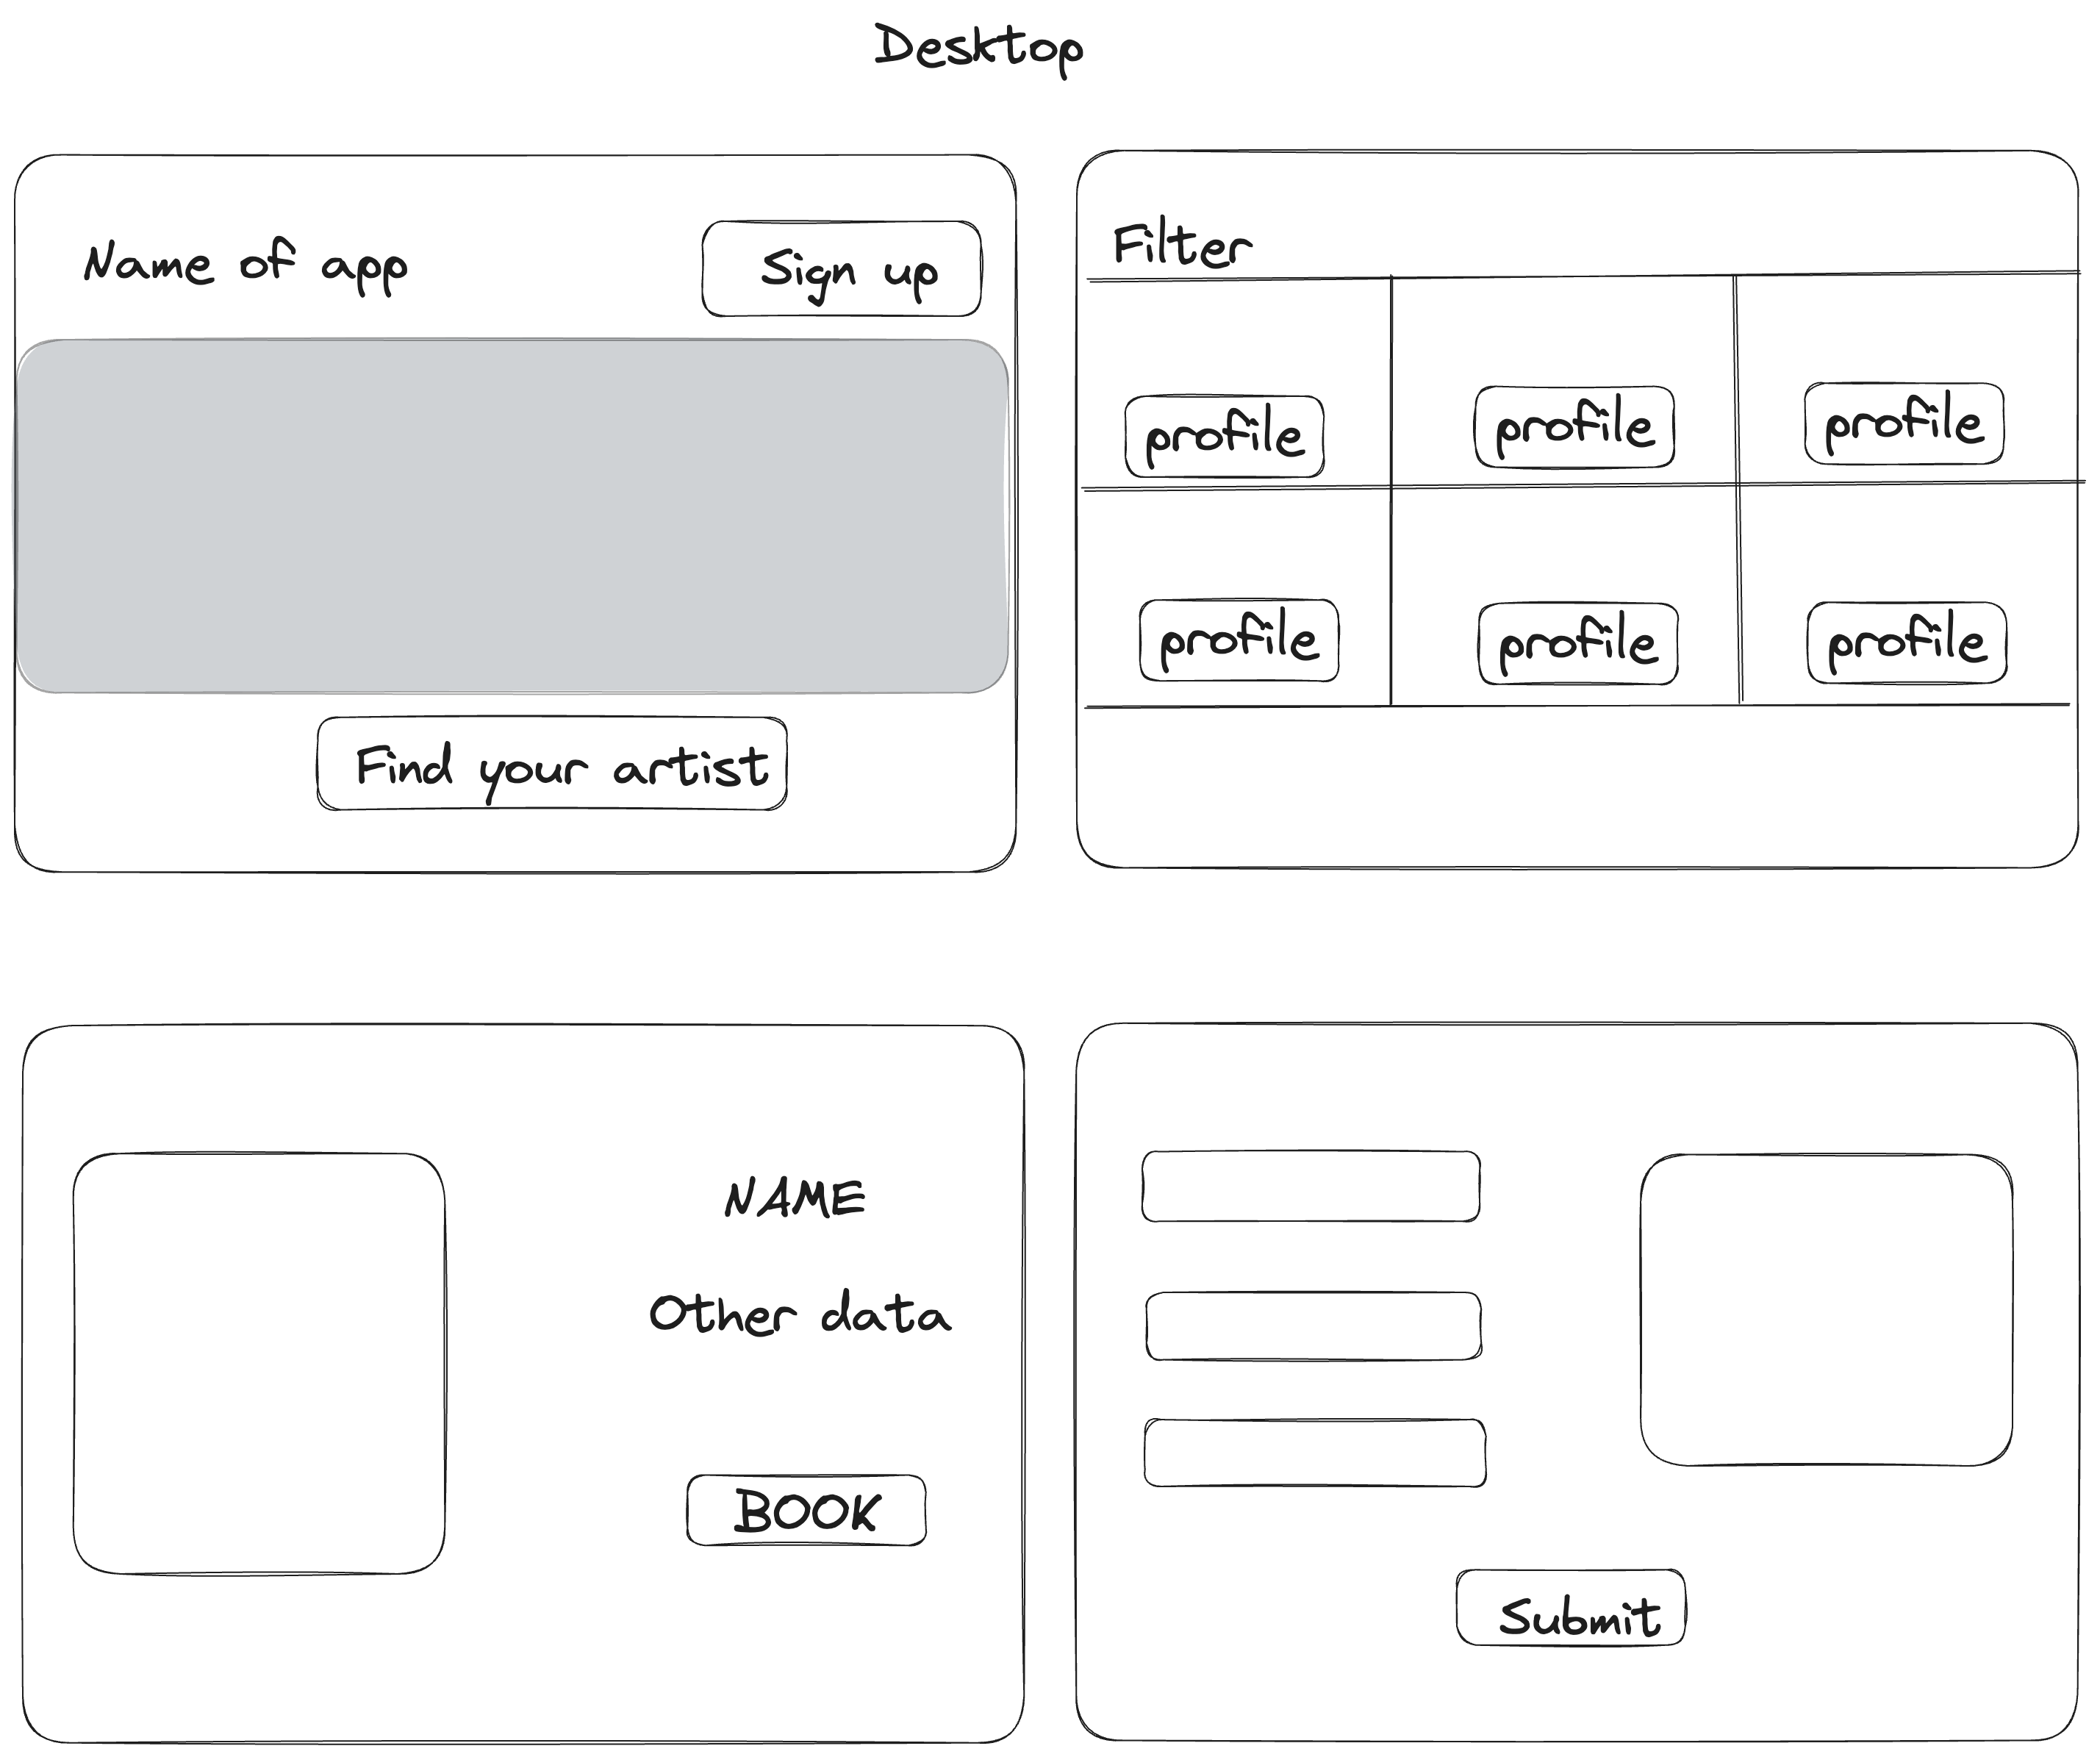 Desktop
Name of app
Sign up
Find your artist
Filter
profile
profile
profile
profile
profile
profile
NAME
Other data
BOOK
Submit